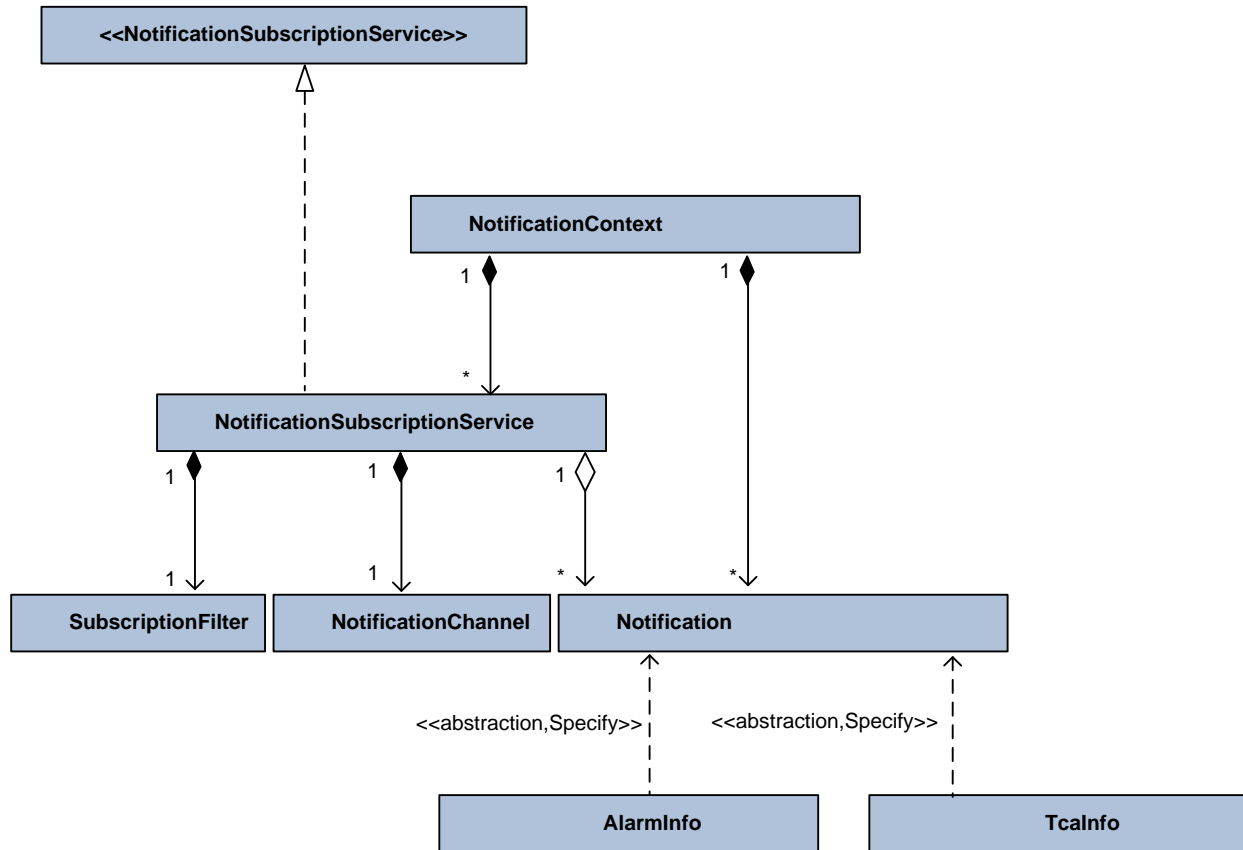 <<NotificationSubscriptionService>>
NotificationContext
1
1
*
NotificationSubscriptionService
1
1
1
1
1
*
*
SubscriptionFilter
NotificationChannel
Notification
<<abstraction,Specify>>
<<abstraction,Specify>>
AlarmInfo
TcaInfo